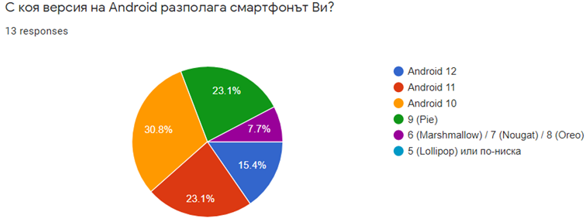 С коя версия на Android разполага смартфонът Ви?
13 responses
23.1%
30.8%
7.7%
15.4%
23.1%
Android 12
Android 11
Android 10
9 (Pie)
6 (Marshmallow) / 7 (Nougat) / 8 (Oreo)
5 (Lollipop) или по-ниска